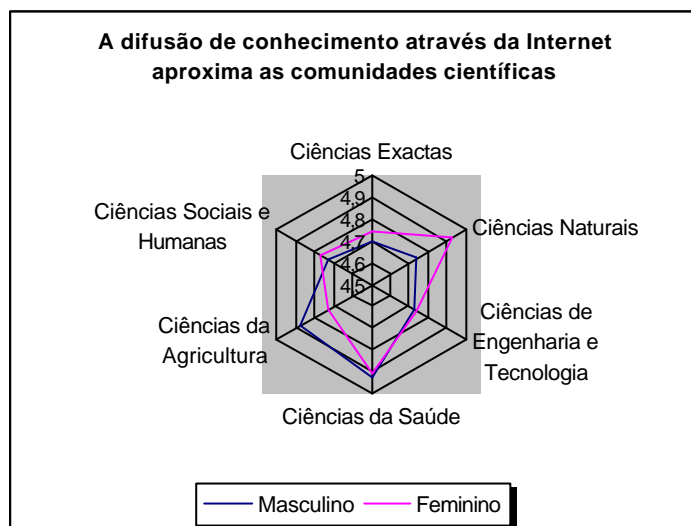 A difusão de conhecimento através da Internet
aproxima as comunidades científicas
Ciências Exactas
5
4,9
4,8
4,7
4,6
4,5
Ciências Naturais
Ciências de
Engenharia e
Tecnologia
Ciências da Saúde
Ciências da
Agricultura
Ciências Sociais e
Humanas
Masculino
Feminino